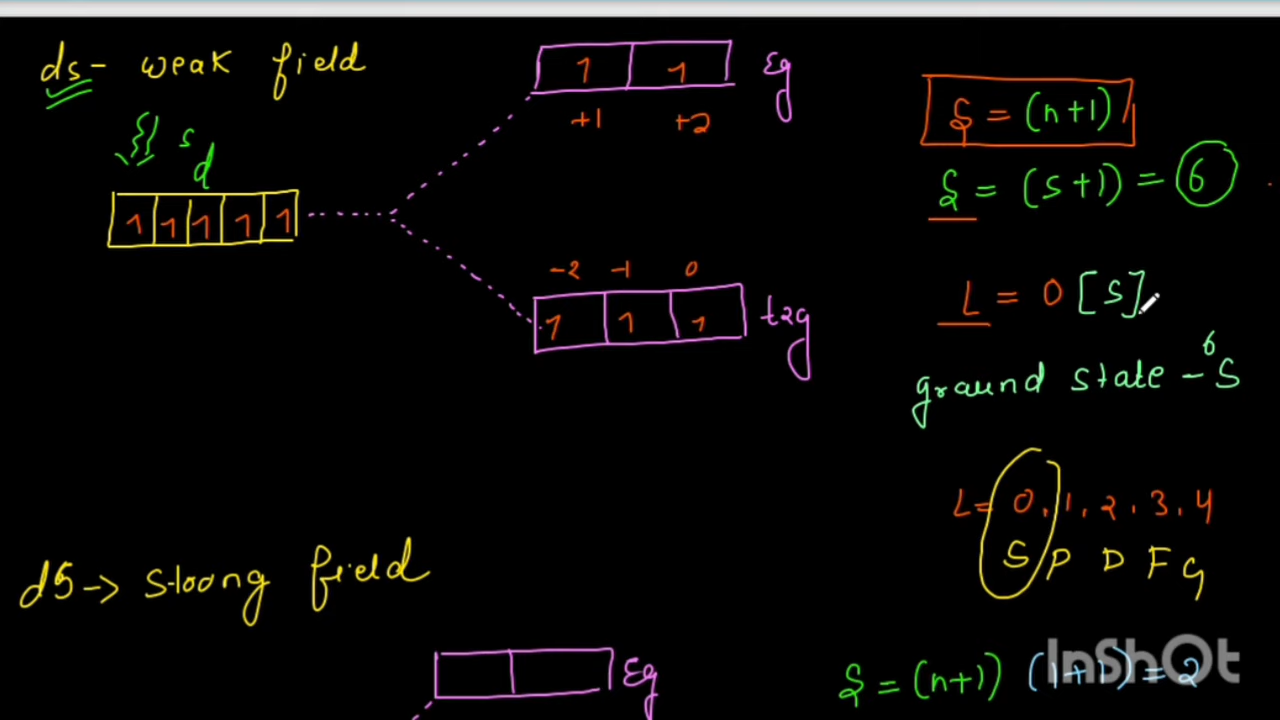 d5- weak field
1 1 Eg
+1 +2
S = (n+1)
5
d
S = (5+1) = 6
1 1 1 1 1
-2 -1 0
1 1 1 t2g
L = 0 [S]
ground state - 6S
L= 0, 1, 2, 3, 4
S P D F G
d5-> Strong field
Eg
S = (n+1) (1+1) = 2
InShOt